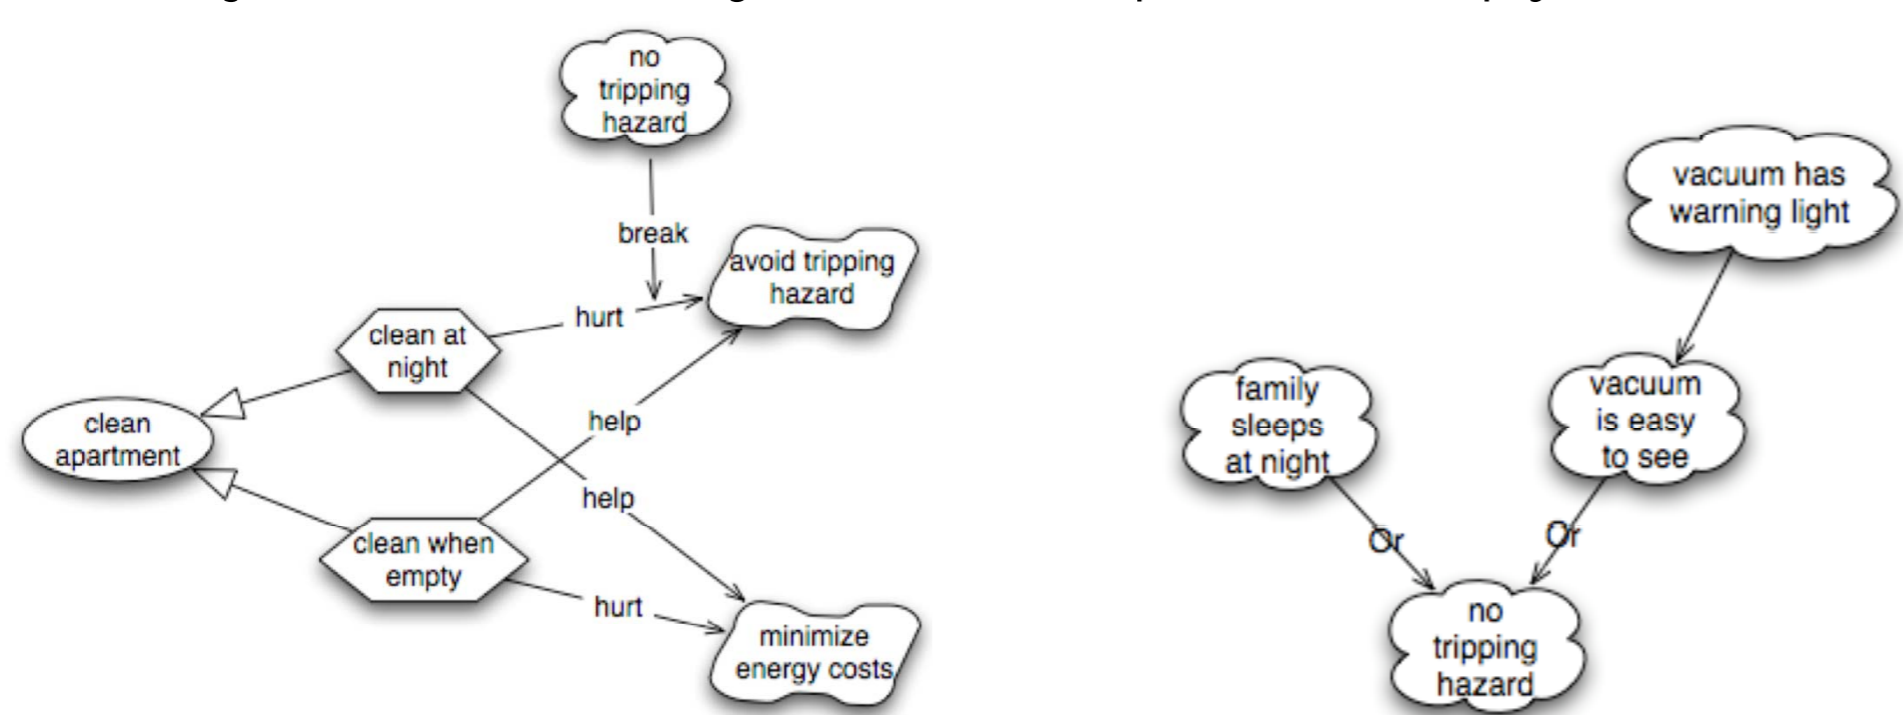 no
tripping
hazard
break
avoid tripping
hazard
hurt
clean at
night
clean
apartment
help
help
clean when
empty
hurt
minimize
energy costs
vacuum has
warning light
family
sleeps
at night
vacuum
is easy
to see
Or
Or
no
tripping
hazard